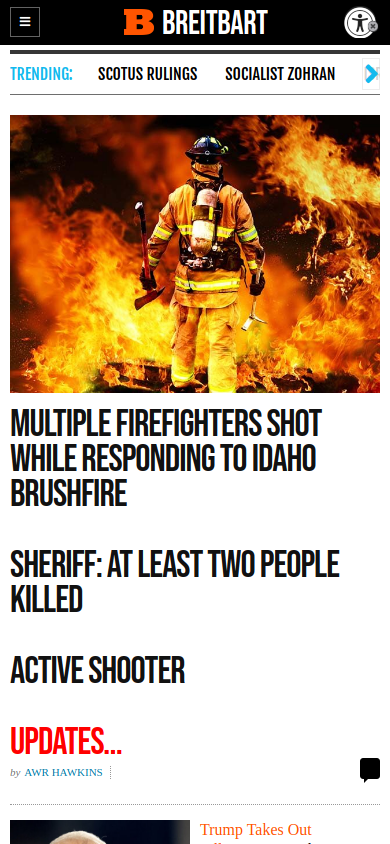 B BREITBART
TRENDING:
SCOTUS RULINGS
SOCIALIST ZOHRAN
MULTIPLE FIREFIGHTERS SHOT
WHILE RESPONDING TO IDAHO
BRUSHFIRE
SHERIFF: AT LEAST TWO PEOPLE
KILLED
ACTIVE SHOOTER
UPDATES...
by AWR HAWKINS
Trump Takes Out